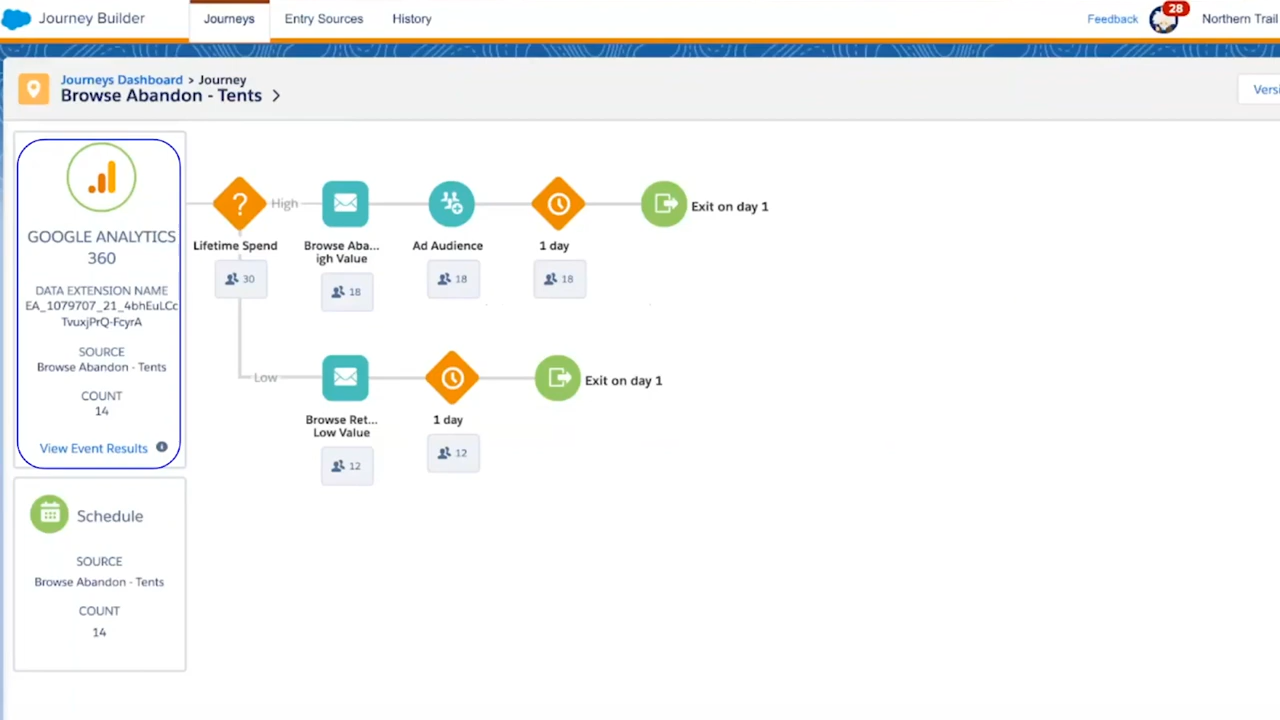 Journey Builder
Journeys
Entry Sources
History
Feedback
28
Northern Trail
Journeys Dashboard > Journey
Browse Abandon - Tents >
Versi
GOOGLE ANALYTICS
360
DATA EXTENSION NAME
EA_1079707_21_4bhEuLCc
TvuxjPrQ-FcyrA
SOURCE
Browse Abandon - Tents
COUNT
14
View Event Results
?
High
Exit on day 1
Lifetime Spend
Browse Aba...
igh Value
Ad Audience
1 day
30
18
18
18
Low
Exit on day 1
Browse Ret...
Low Value
1 day
12
12
Schedule
SOURCE
Browse Abandon - Tents
COUNT
14